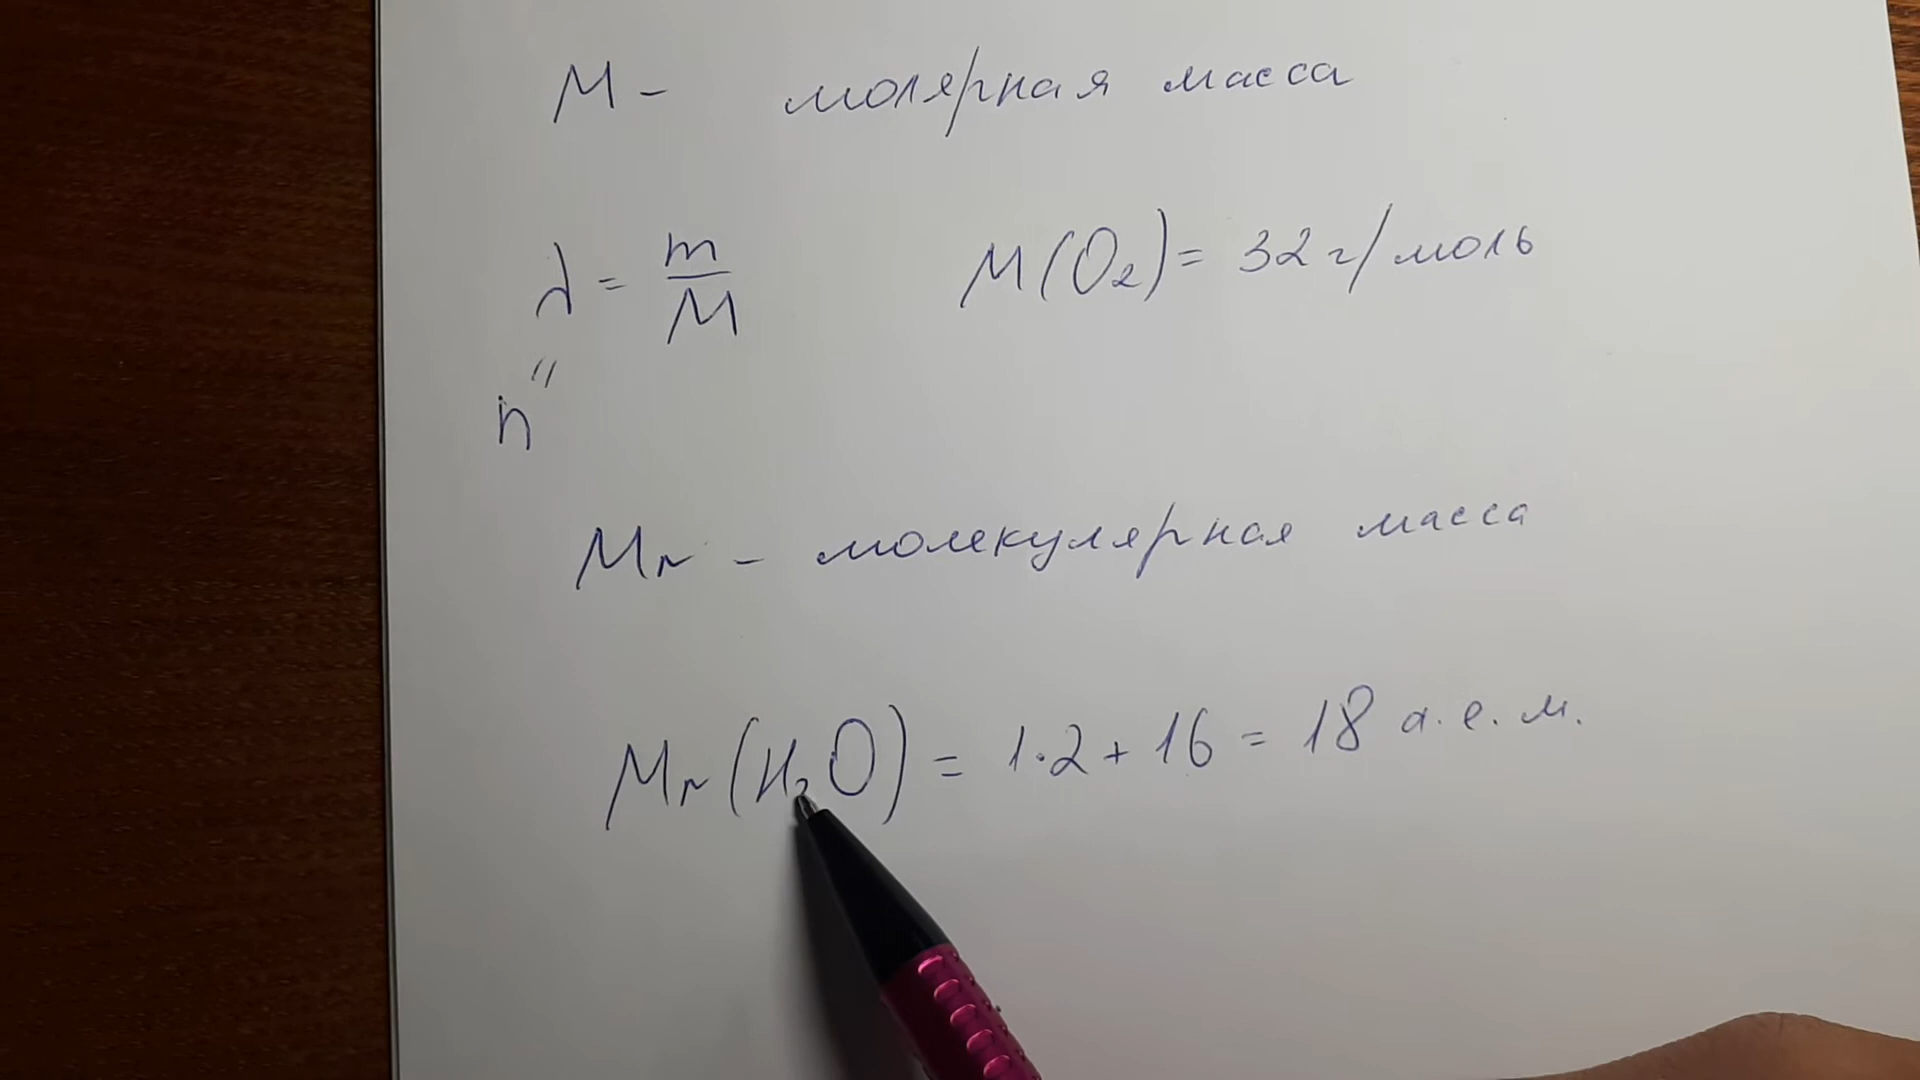 M - молярная масса
λ = m/M M(O₂) = 32 г/моль
"
n
Mr - молекулярная масса
Mr(H₂O) = 1·2 + 16 = 18 а.е.м.